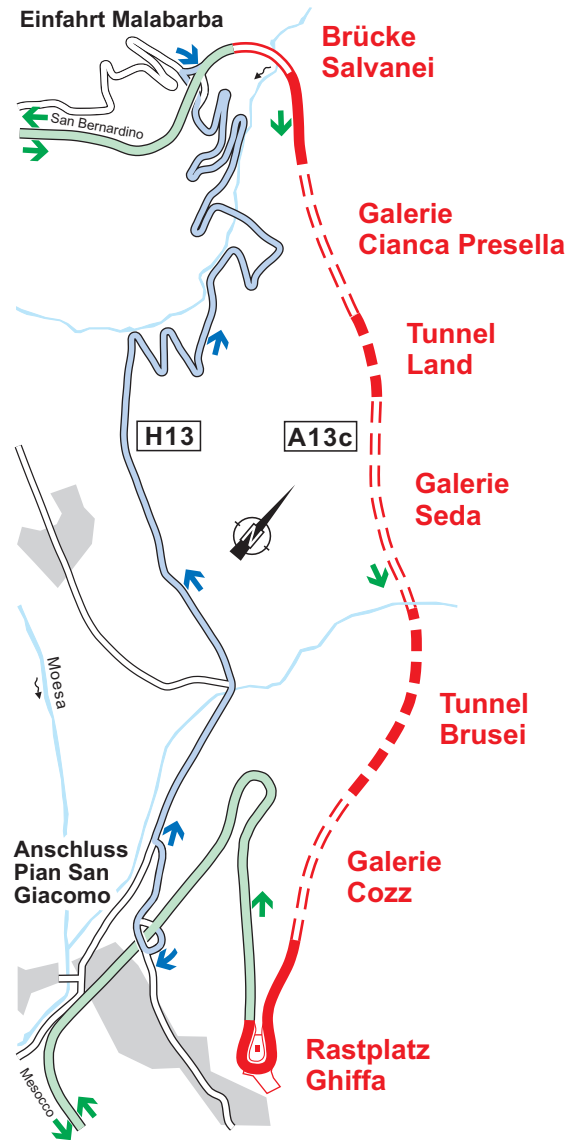 Einfahrt Malabarba
Brücke
Salvanei
San Bernardino
Galerie
Cianca Presella
Tunnel
Land
H13
A13c
Galerie
Seda
Moesa
Tunnel
Brusei
Anschluss
Pian San
Giacomo
Galerie
Cozz
Rastplatz
Ghiffa
Mesocco